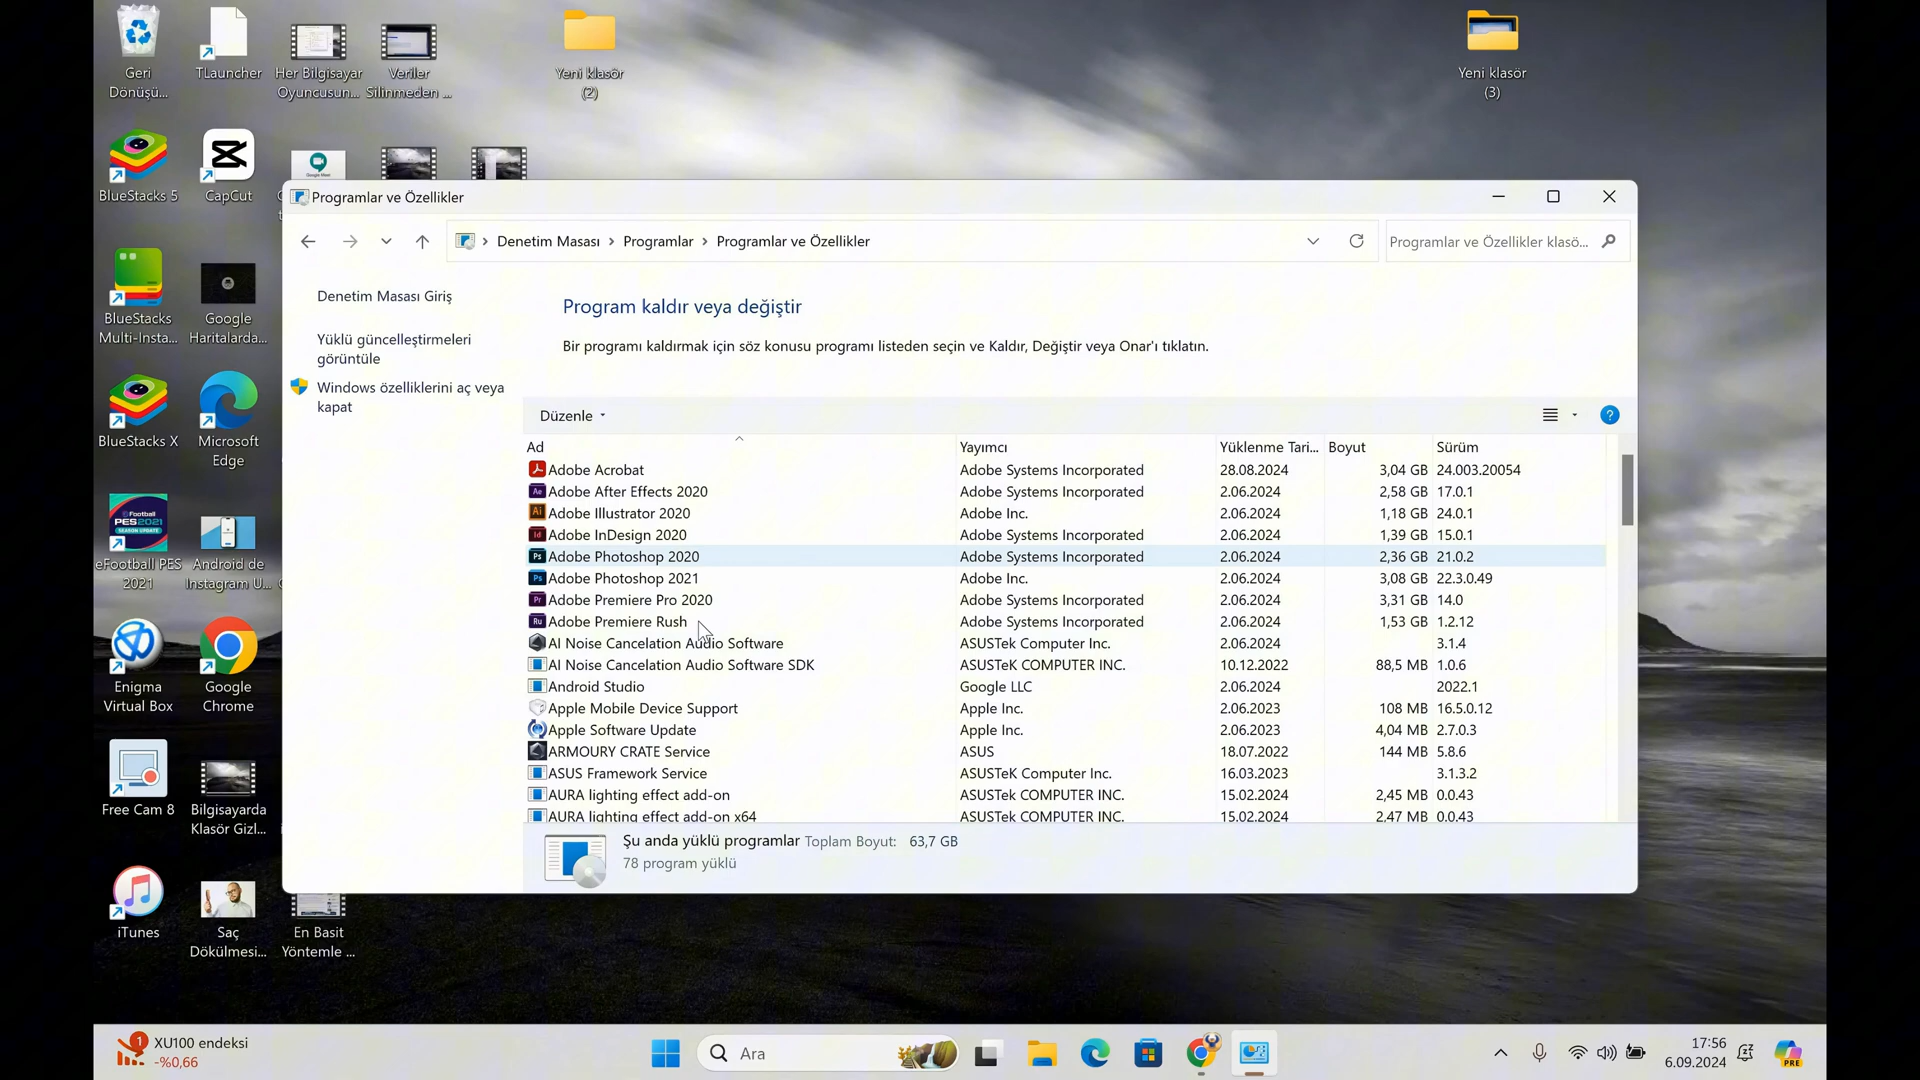 Geri
Dönüşü...
TLauncher
Her Bilgisayar
Oyuncusun...
Veriler
Silinmeden ...
Yeni klasör
(2)
Yeni klasör
(3)
BlueStacks 5
CapCut
BlueStacks
Multi-Insta...
Google
Haritalarda...
BlueStacks X
Microsoft
Edge
eFootball PES
2021
Android de
Instagram U...
Enigma
Virtual Box
Google
Chrome
Free Cam 8
Bilgisayarda
Klasör Gizl...
iTunes
Saç
Dökülmesi...
En Basit
Yöntemle ...
Programlar ve Özellikler
Denetim Masası > Programlar > Programlar ve Özellikler
Programlar ve Özellikler klasö...
Denetim Masası Giriş
Yüklü güncelleştirmeleri
görüntüle
Windows özelliklerini aç veya
kapat
Program kaldır veya değiştir
Bir programı kaldırmak için söz konusu programı listeden seçin ve Kaldır, Değiştir veya Onar'ı tıklatın.
Düzenle
Ad Yayımcı Yüklenme Tari... Boyut Sürüm
Adobe Acrobat Adobe Systems Incorporated 28.08.2024 3,04 GB 24.003.20054
Adobe After Effects 2020 Adobe Systems Incorporated 2.06.2024 2,58 GB 17.0.1
Adobe Illustrator 2020 Adobe Inc. 2.06.2024 1,18 GB 24.0.1
Adobe InDesign 2020 Adobe Systems Incorporated 2.06.2024 1,39 GB 15.0.1
Adobe Photoshop 2020 Adobe Systems Incorporated 2.06.2024 2,36 GB 21.0.2
Adobe Photoshop 2021 Adobe Inc. 2.06.2024 3,08 GB 22.3.0.49
Adobe Premiere Pro 2020 Adobe Systems Incorporated 2.06.2024 3,31 GB 14.0
Adobe Premiere Rush Adobe Systems Incorporated 2.06.2024 1,53 GB 1.2.12
AI Noise Cancelation Audio Software ASUSTek Computer Inc. 2.06.2024 3.1.4
AI Noise Cancelation Audio Software SDK ASUSTeK COMPUTER INC. 10.12.2022 88,5 MB 1.0.6
Android Studio Google LLC 2.06.2024 2022.1
Apple Mobile Device Support Apple Inc. 2.06.2023 108 MB 16.5.0.12
Apple Software Update Apple Inc. 2.06.2023 4,04 MB 2.7.0.3
ARMOURY CRATE Service ASUS 18.07.2022 144 MB 5.8.6
ASUS Framework Service ASUSTeK Computer Inc. 16.03.2023 3.1.3.2
AURA lighting effect add-on ASUSTek COMPUTER INC. 15.02.2024 2,45 MB 0.0.43
AURA lighting effect add-on x64 ASUSTek COMPUTER INC. 15.02.2024 2,47 MB 0.0.43
Şu anda yüklü programlar Toplam Boyut: 63,7 GB
78 program yüklü
1
XU100 endeksi
-%0,66
Ara
17:56
6.09.2024
PRE